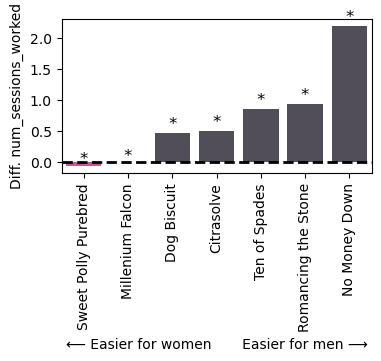 Diff. num_sessions_worked
2.0
1.5
1.0
0.5
0.0
* * * * * * *
Sweet Polly Purebred
Millenium Falcon
Dog Biscuit
Citrasolve
Ten of Spades
Romancing the Stone
No Money Down
⟵ Easier for women
Easier for men ⟶